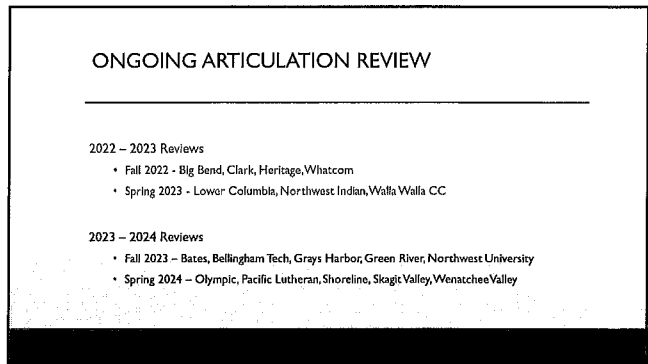 ONGOING ARTICULATION REVIEW
2022 – 2023 Reviews
• Fall 2022 - Big Bend, Clark, Heritage, Whatcom
• Spring 2023 - Lower Columbia, Northwest Indian, Walla Walla CC
2023 – 2024 Reviews
• Fall 2023 – Bates, Bellingham Tech, Grays Harbor, Green River, Northwest University
• Spring 2024 – Olympic, Pacific Lutheran, Shoreline, Skagit Valley, Wenatchee Valley